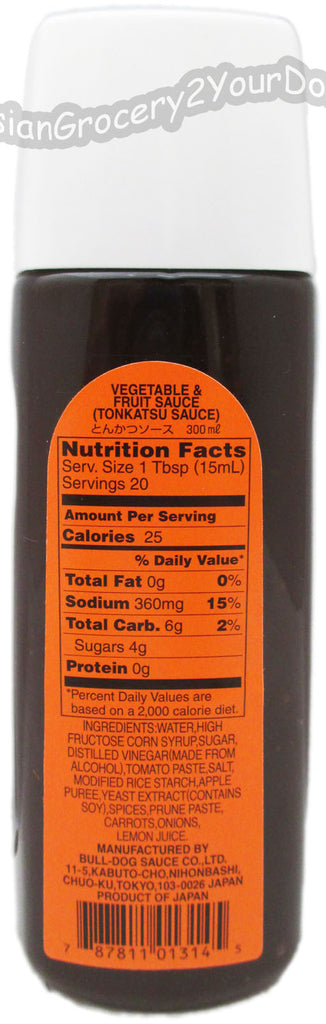 sianGrocery2YourDo
VEGETABLE &
FRUIT SAUCE
(TONKATSU SAUCE)
とんかつソース 300㎖
Nutrition Facts
Serv. Size 1 Tbsp (15mL)
Servings 20
Amount Per Serving
Calories 25
% Daily Value*
Total Fat 0g 0%
Sodium 360mg 15%
Total Carb. 6g 2%
Sugars 4g
Protein 0g
*Percent Daily Values are
based on a 2,000 calorie diet.
INGREDIENTS:WATER,HIGH
FRUCTOSE CORN SYRUP,SUGAR,
DISTILLED VINEGAR(MADE FROM
ALCOHOL),TOMATO PASTE,SALT,
MODIFIED RICE STARCH,APPLE
PUREE,YEAST EXTRACT(CONTAINS
SOY),SPICES,PRUNE PASTE,
CARROTS,ONIONS,
LEMON JUICE.
MANUFACTURED BY
BULL-DOG SAUCE CO.,LTD.
11-5,KABUTO-CHO,NIHONBASHI,
CHUO-KU,TOKYO,103-0026 JAPAN
PRODUCT OF JAPAN
7 87811 01314 5